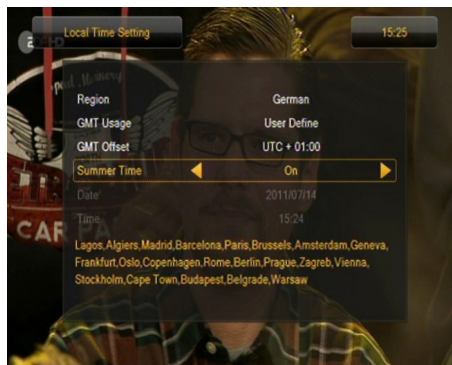 Local Time Setting
15:25
Region German
GMT Usage User Define
GMT Offset UTC + 01:00
Summer Time On
Date 2011/07/14
Time 15:24
Lagos,Algiers,Madrid,Barcelona,Paris,Brussels,Amsterdam,Geneva,
Frankfurt,Oslo,Copenhagen,Rome,Berlin,Prague,Zagreb,Vienna,
Stockholm,Cape Town,Budapest,Belgrade,Warsaw
CAR